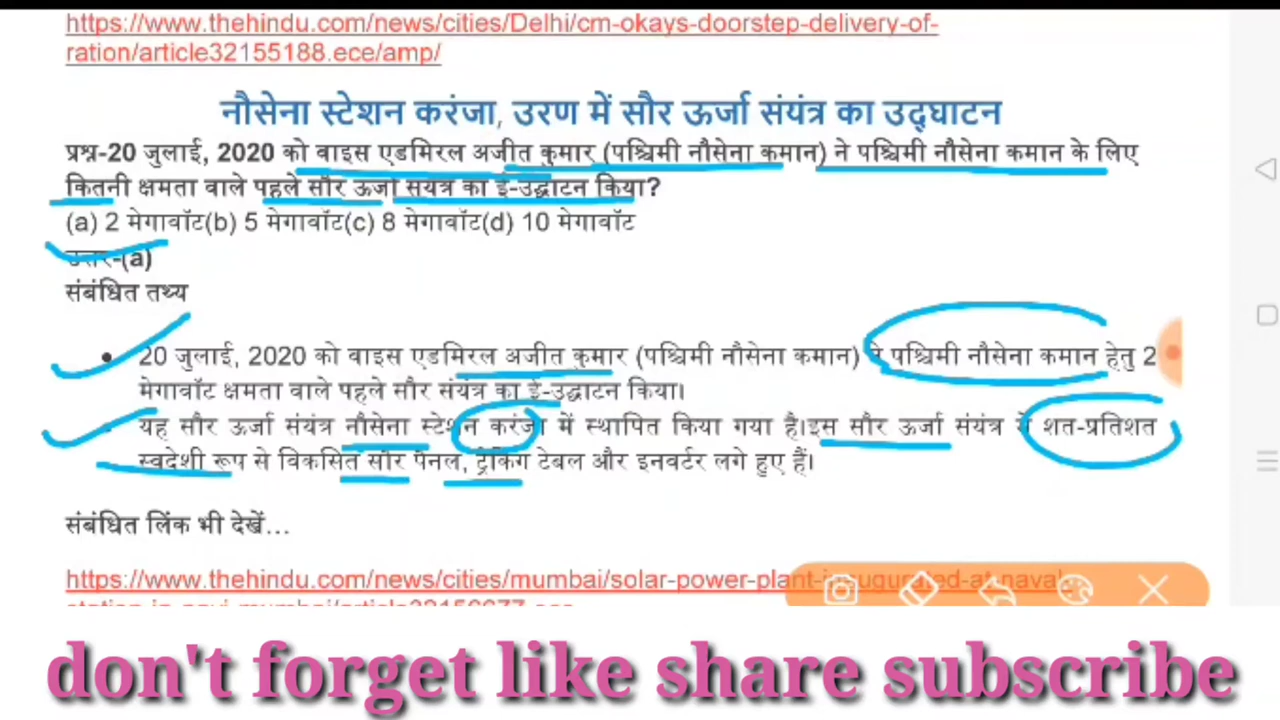 https://www.thehindu.com/news/cities/Delhi/cm-okays-doorstep-delivery-of-
ration/article32155188.ece/amp/
नौसेना स्टेशन करंजा, उरण में सौर ऊर्जा संयंत्र का उद्घाटन
प्रश्न-20 जुलाई, 2020 को वाइस एडमिरल अजीत कुमार (पश्चिमी नौसेना कमान) ने पश्चिमी नौसेना कमान के लिए
कितनी क्षमता वाले पहले सौर ऊर्जा संयंत्र का ई-उद्घाटन किया?
(a) 2 मेगावॉट(b) 5 मेगावॉट(c) 8 मेगावॉट(d) 10 मेगावॉट
उत्तर-(a)
संबंधित तथ्य
• 20 जुलाई, 2020 को वाइस एडमिरल अजीत कुमार (पश्चिमी नौसेना कमान) ने पश्चिमी नौसेना कमान हेतु 2
मेगावॉट क्षमता वाले पहले सौर संयंत्र का ई-उद्घाटन किया।
• यह सौर ऊर्जा संयंत्र नौसेना स्टेशन करंजा में स्थापित किया गया है।इस सौर ऊर्जा संयंत्र में शत-प्रतिशत
स्वदेशी रूप से विकसित सौर पैनल, ट्रैकिंग टेबल और इनवर्टर लगे हुए हैं।
संबंधित लिंक भी देखें...
https://www.thehindu.com/news/cities/mumbai/solar-power-plant-inaugurated-at-naval-
don't forget like share subscribe